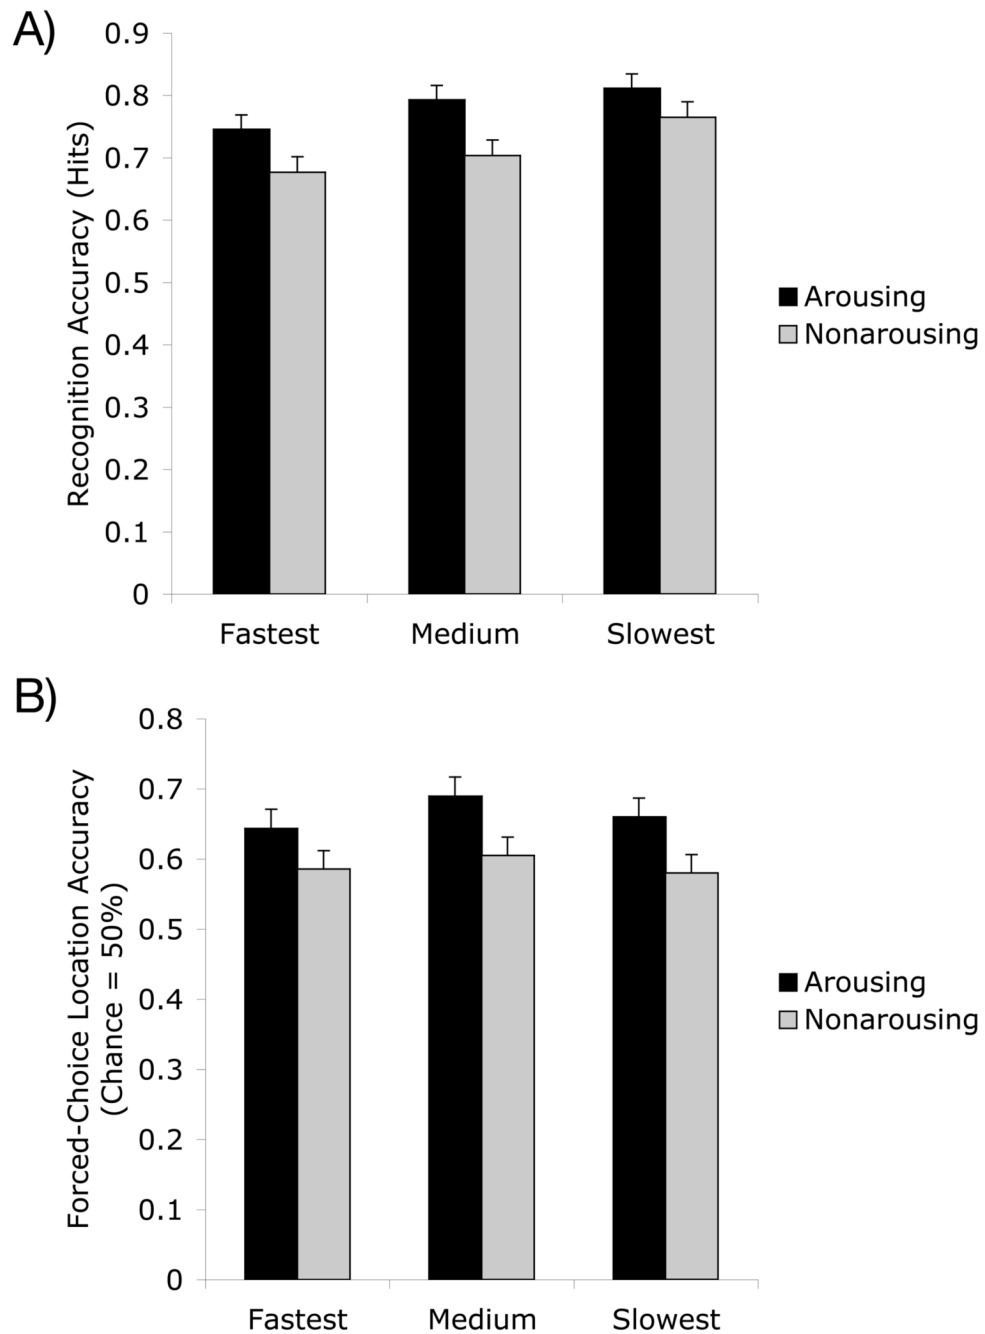 A)
Recognition Accuracy (Hits)
0.9
0.8
0.7
0.6
0.5
0.4
0.3
0.2
0.1
0
Fastest
Medium
Slowest
Arousing
Nonarousing
B)
Forced-Choice Location Accuracy
(Chance = 50%)
0.8
0.7
0.6
0.5
0.4
0.3
0.2
0.1
0
Fastest
Medium
Slowest
Arousing
Nonarousing